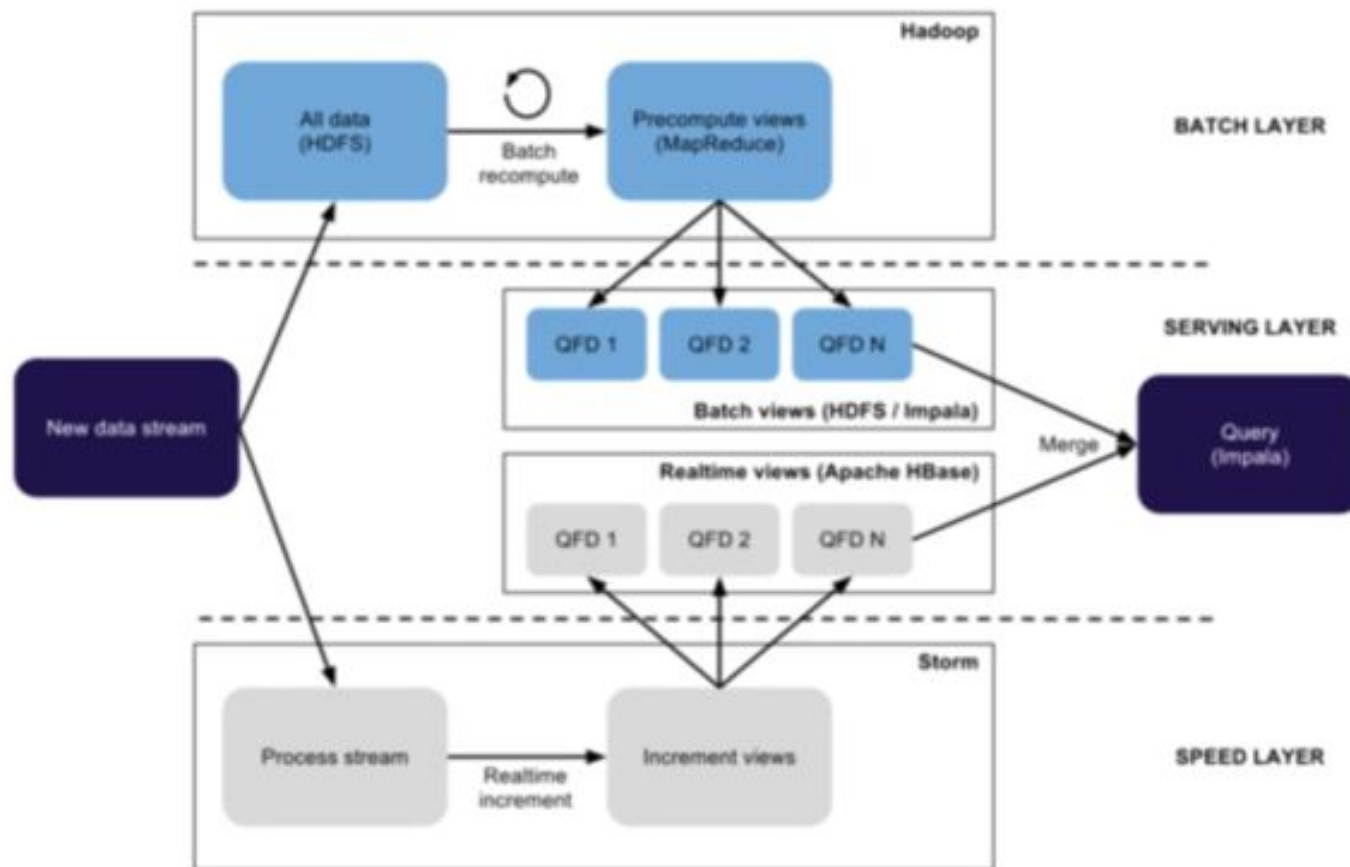 Hadoop
All data
(HDFS)
Batch
recompute
Precompute views
(MapReduce)
BATCH LAYER
QFD 1
QFD 2
QFD N
Batch views (HDFS / Impala)
SERVING LAYER
New data stream
Merge
Query
(Impala)
Realtime views (Apache HBase)
QFD 1
QFD 2
QFD N
Storm
Process stream
Realtime
increment
Increment views
SPEED LAYER